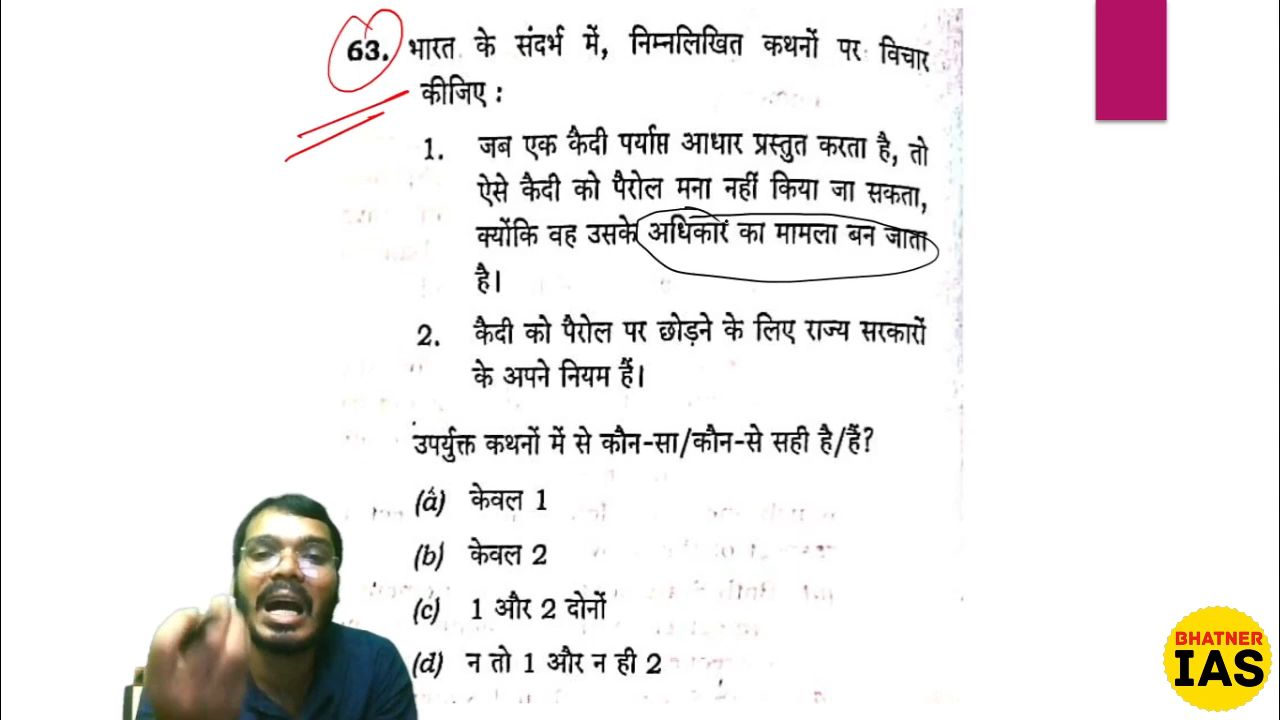 63. भारत के संदर्भ में, निम्नलिखित कथनों पर विचार
कीजिए :
1. जब एक कैदी पर्याप्त आधार प्रस्तुत करता है, तो
ऐसे कैदी को पैरोल मना नहीं किया जा सकता,
क्योंकि वह उसके अधिकार का मामला बन जाता
है।
2. कैदी को पैरोल पर छोड़ने के लिए राज्य सरकारों
के अपने नियम हैं।
उपर्युक्त कथनों में से कौन-सा/कौन-से सही है/हैं?
(a) केवल 1
(b) केवल 2
(c) 1 और 2 दोनों
(d) न तो 1 और न ही 2
BHATNER
IAS